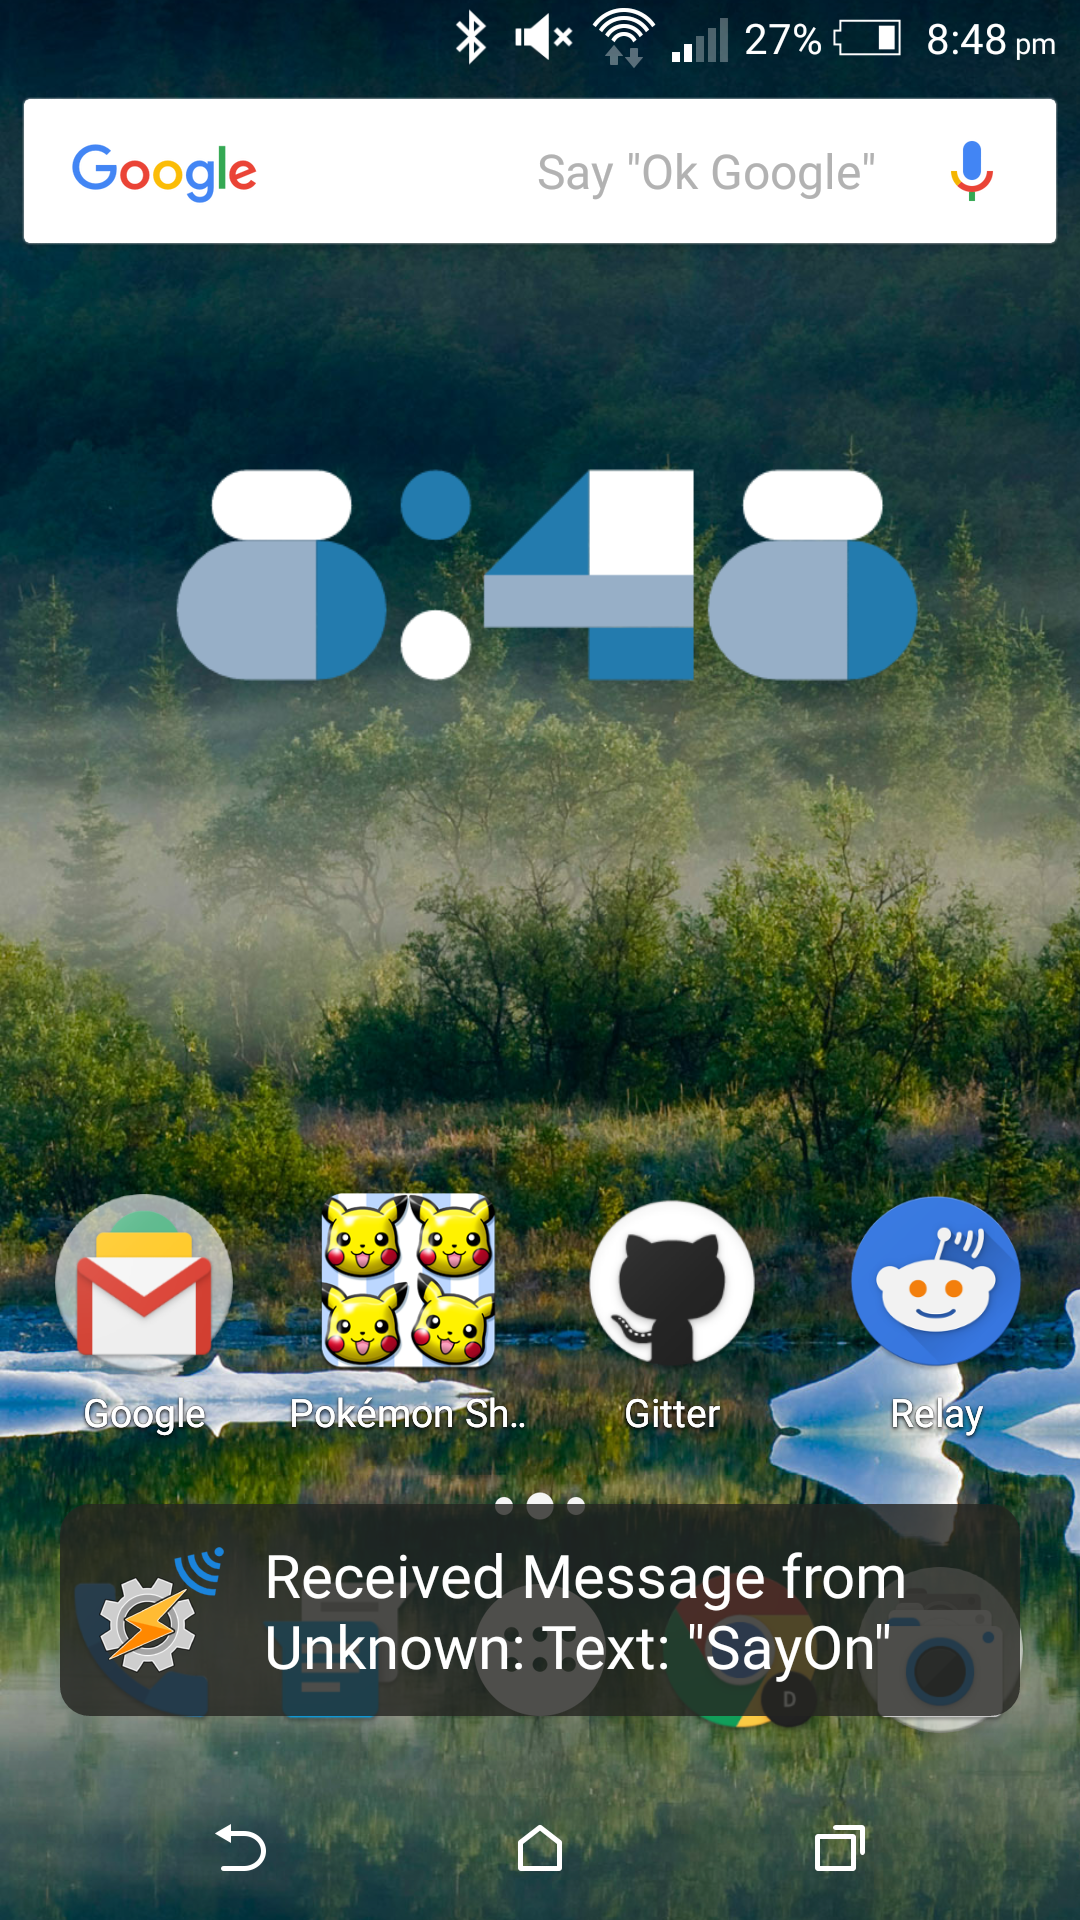 27% 8:48 pm
Google Say "Ok Google"
8:48
Google Pokémon Sh.. Gitter Relay
Received Message from
Unknown: Text: "SayOn"
D